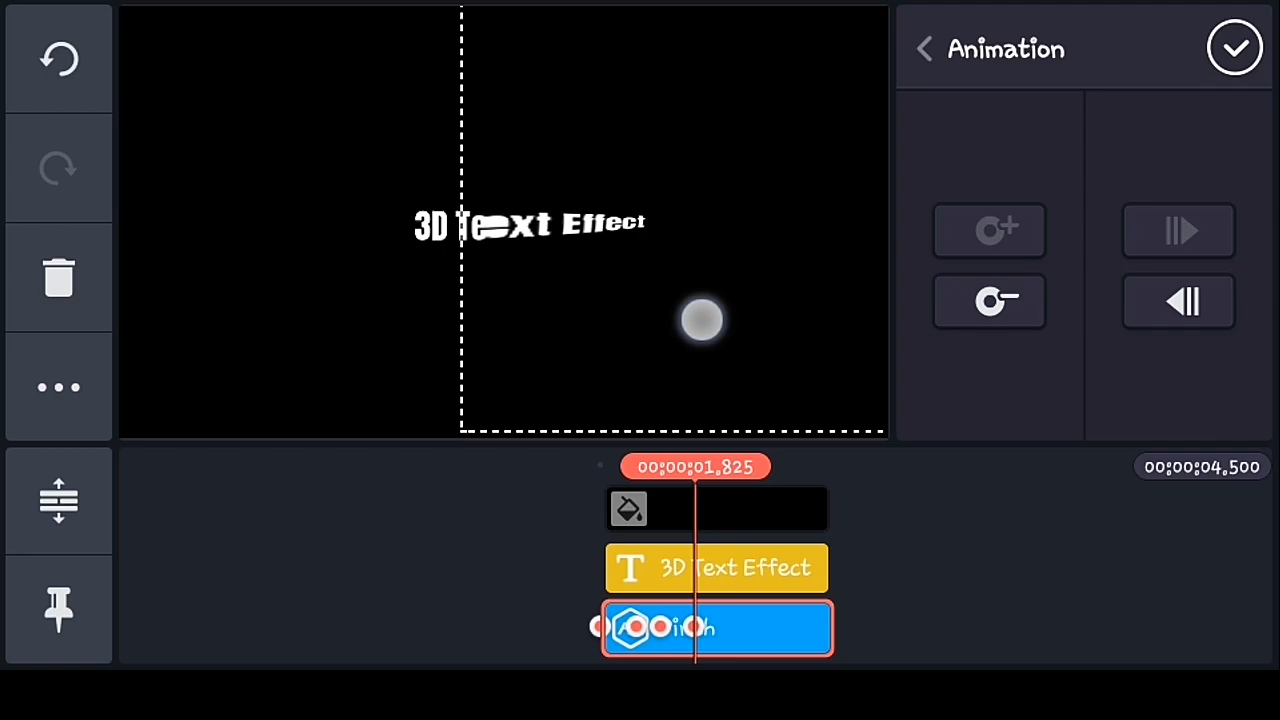 Animation
3D Text Effect
00:00:01.825
00:00:04.500
T 3D Text Effect